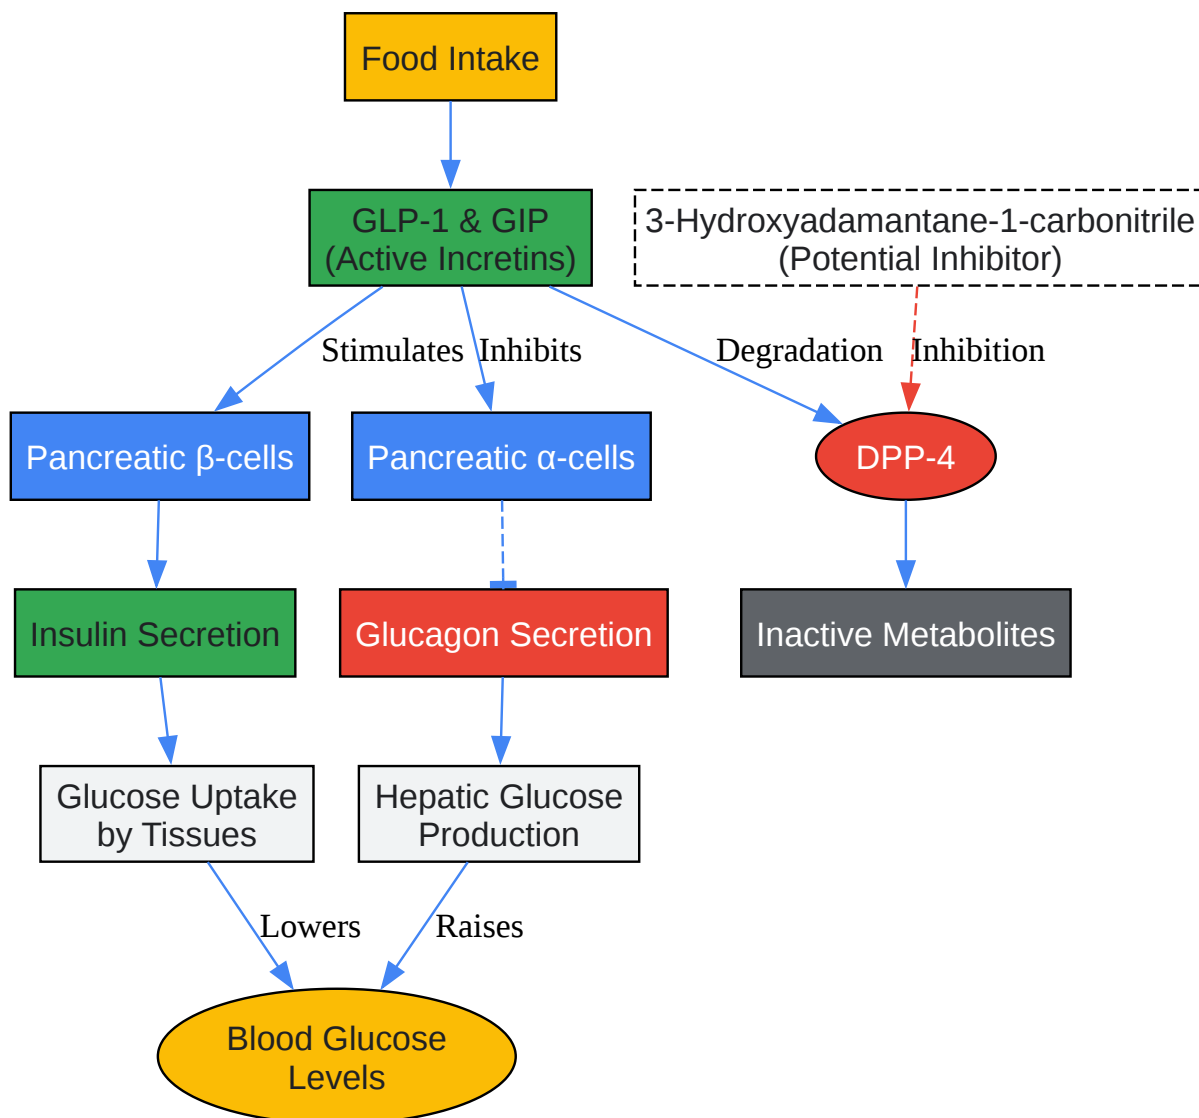 Food Intake
GLP-1 & GIP
(Active Incretins)
3-Hydroxyadamantane-1-carbonitrile
(Potential Inhibitor)
Stimulates
Inhibits
Degradation
Inhibition
Pancreatic β-cells
Pancreatic α-cells
DPP-4
Insulin Secretion
Glucagon Secretion
Inactive Metabolites
Glucose Uptake
by Tissues
Hepatic Glucose
Production
Lowers
Raises
Blood Glucose
Levels